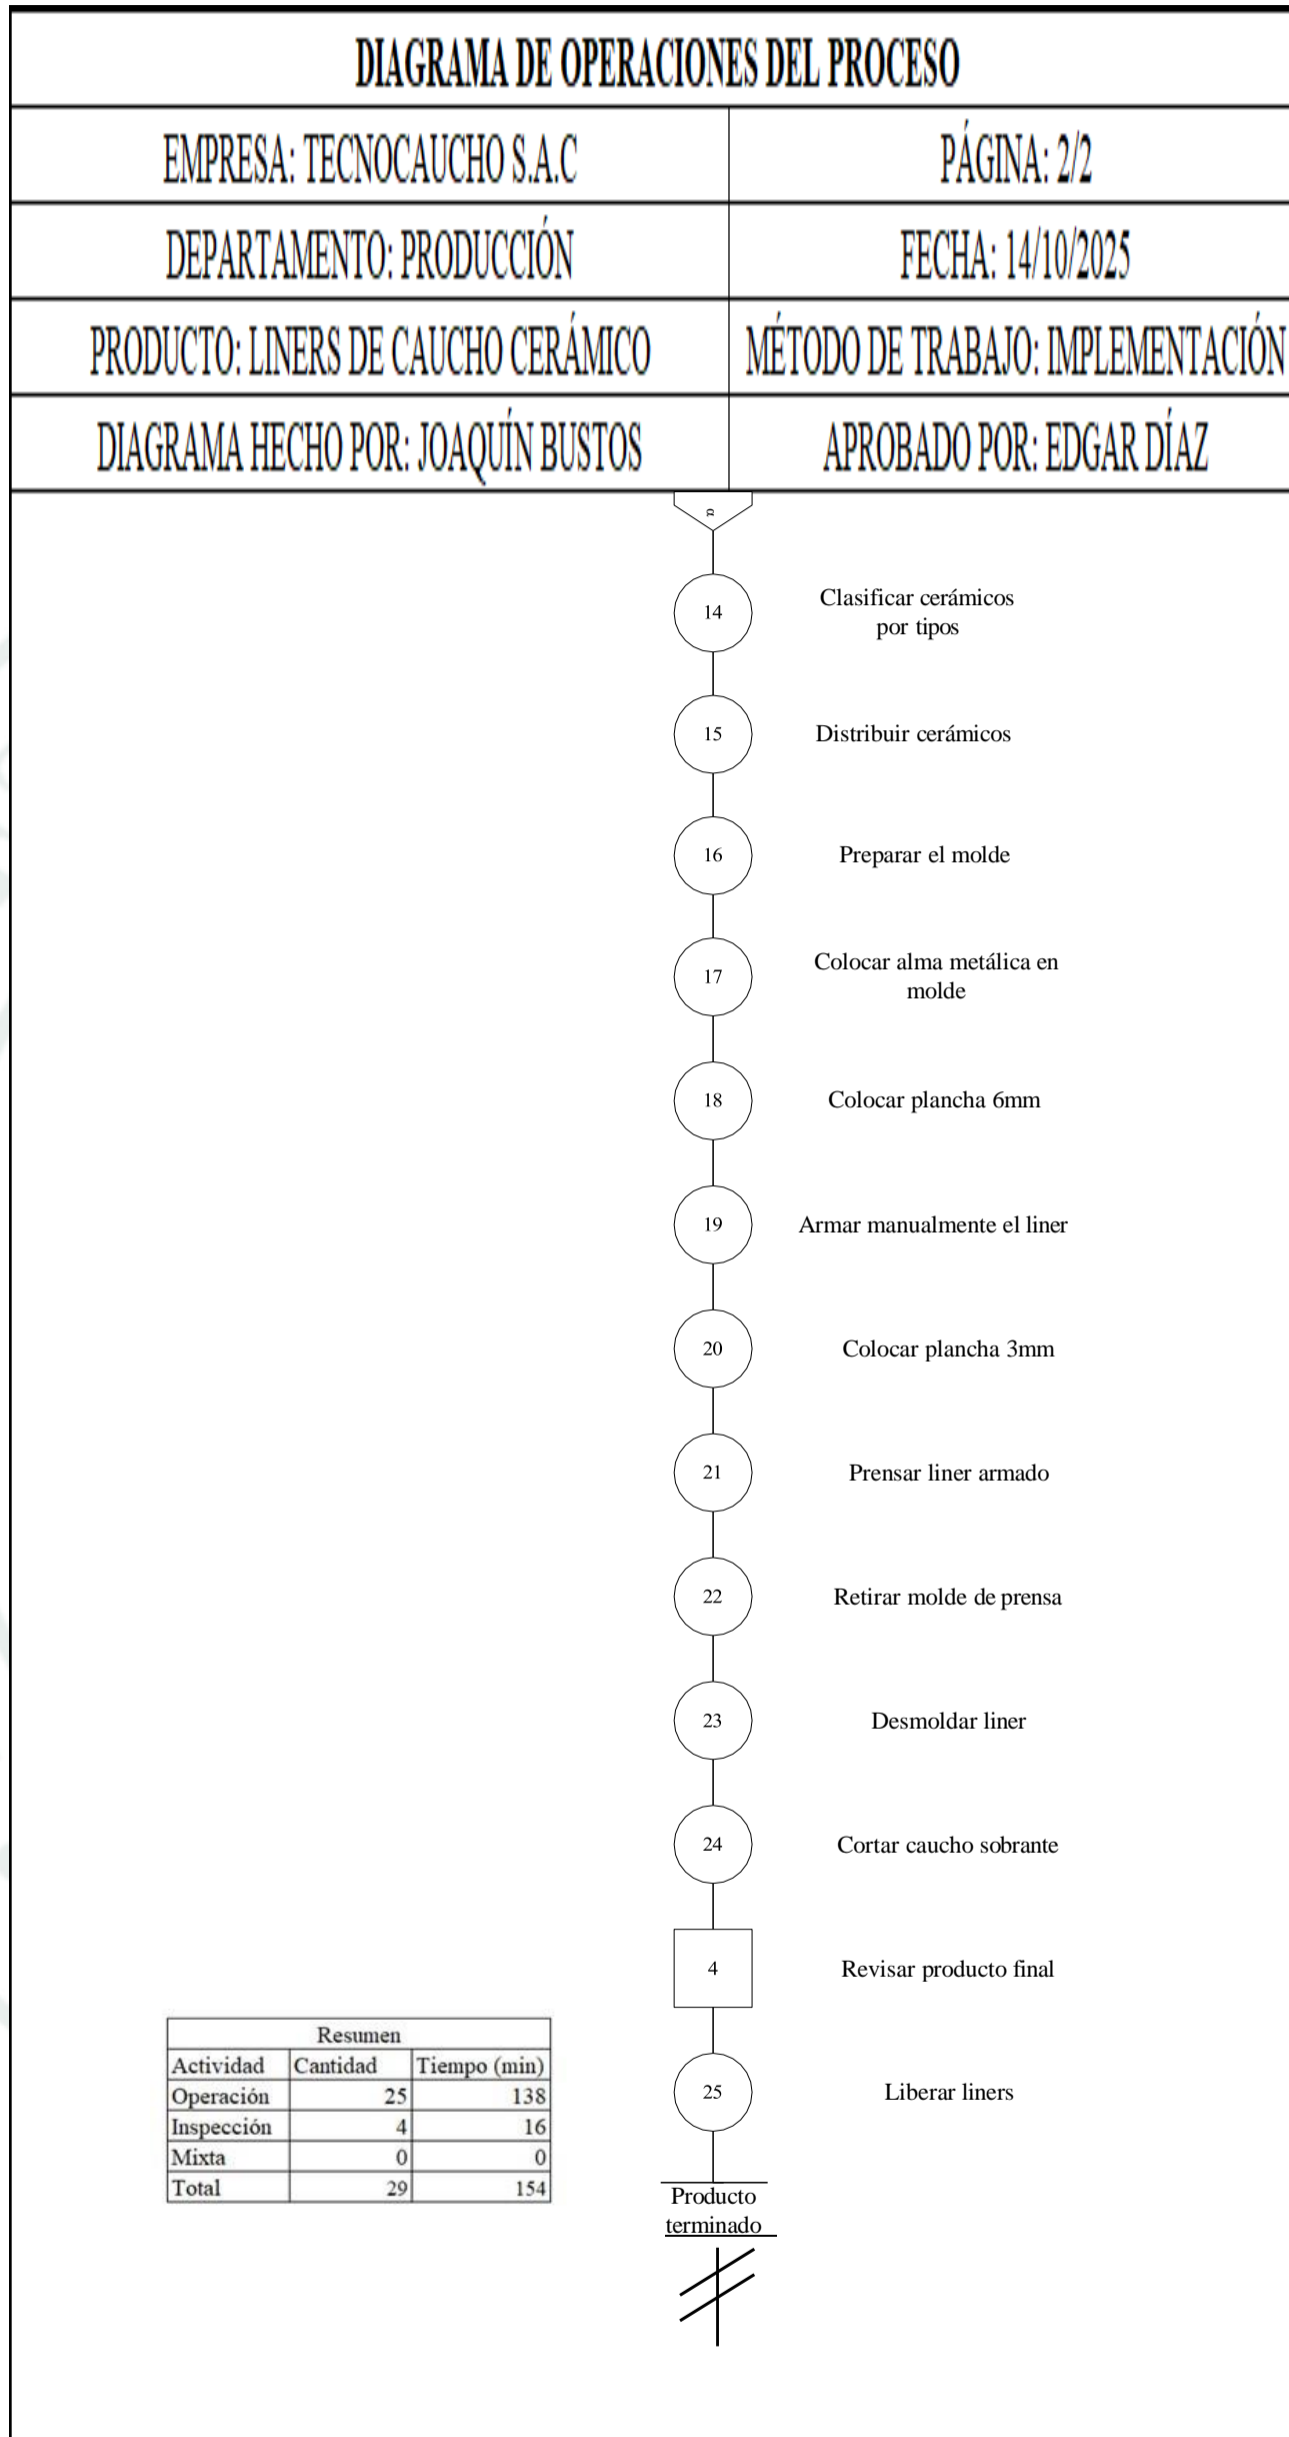 DIAGRAMA DE OPERACIONES DEL PROCESO
EMPRESA: TECNOCAUCHO S.A.C
PÁGINA: 2/2
DEPARTAMENTO: PRODUCCIÓN
FECHA: 14/10/2025
PRODUCTO: LINERS DE CAUCHO CERÁMICO
MÉTODO DE TRABAJO: IMPLEMENTACIÓN
DIAGRAMA HECHO POR: JOAQUÍN BUSTOS
APROBADO POR: EDGAR DÍAZ
14
Clasificar cerámicos
por tipos
15
Distribuir cerámicos
16
Preparar el molde
17
Colocar alma metálica en
molde
18
Colocar plancha 6mm
19
Armar manualmente el liner
20
Colocar plancha 3mm
21
Prensar liner armado
22
Retirar molde de prensa
23
Desmoldar liner
24
Cortar caucho sobrante
4
Revisar producto final
25
Liberar liners
Producto
terminado
Resumen
Actividad Cantidad Tiempo (min)
Operación 25 138
Inspección 4 16
Mixta 0 0
Total 29 154